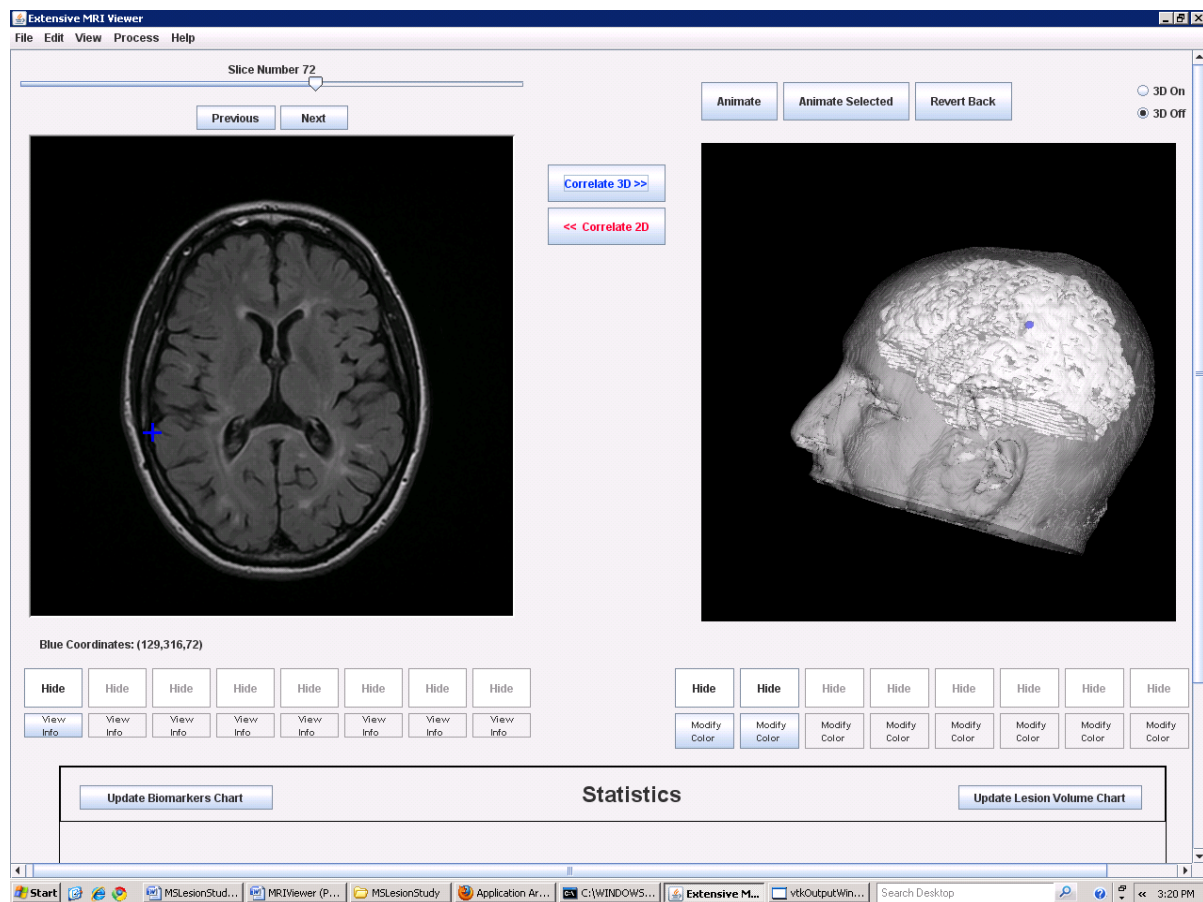 Extensive MRI Viewer
File Edit View Process Help
Slice Number 72
Previous Next
Animate Animate Selected Revert Back
3D On
3D Off
Correlate 3D >>
<< Correlate 2D
Blue Coordinates: (129,316,72)
Hide Hide Hide Hide Hide Hide Hide Hide
View Info View Info View Info View Info View Info View Info View Info View Info
Hide Hide Hide Hide Hide Hide Hide Hide
Modify Color Modify Color Modify Color Modify Color Modify Color Modify Color Modify Color Modify Color
Update Biomarkers Chart Statistics Update Lesion Volume Chart
Start MSLesionStud... MRIViewer (P... MSLesionStudy Application Ar... C:\WINDOWS... Extensive M... vtkOutputWin... Search Desktop « 3:20 PM